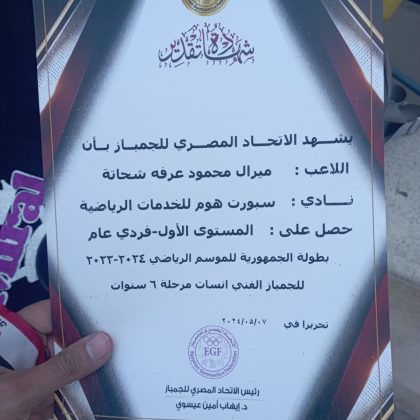 شهادة تقدير
يشهد الاتحاد المصري للجمباز بأن
اللاعب : ميرال محمود عرفه شحاتة
نادي : سبورت هوم للخدمات الرياضية
حصل على : المستوى الأول-فردي عام
بطولة الجمهورية للموسم الرياضي ٢٠٢٤-٢٠٢٣
للجمباز الفني انسات مرحلة ٦ سنوات
تحريرا في ٢٠٢٤/٠٥/٠٧
EGF
رئيس الاتحاد المصري للجمباز
د. إيهاب أمين عيسوي